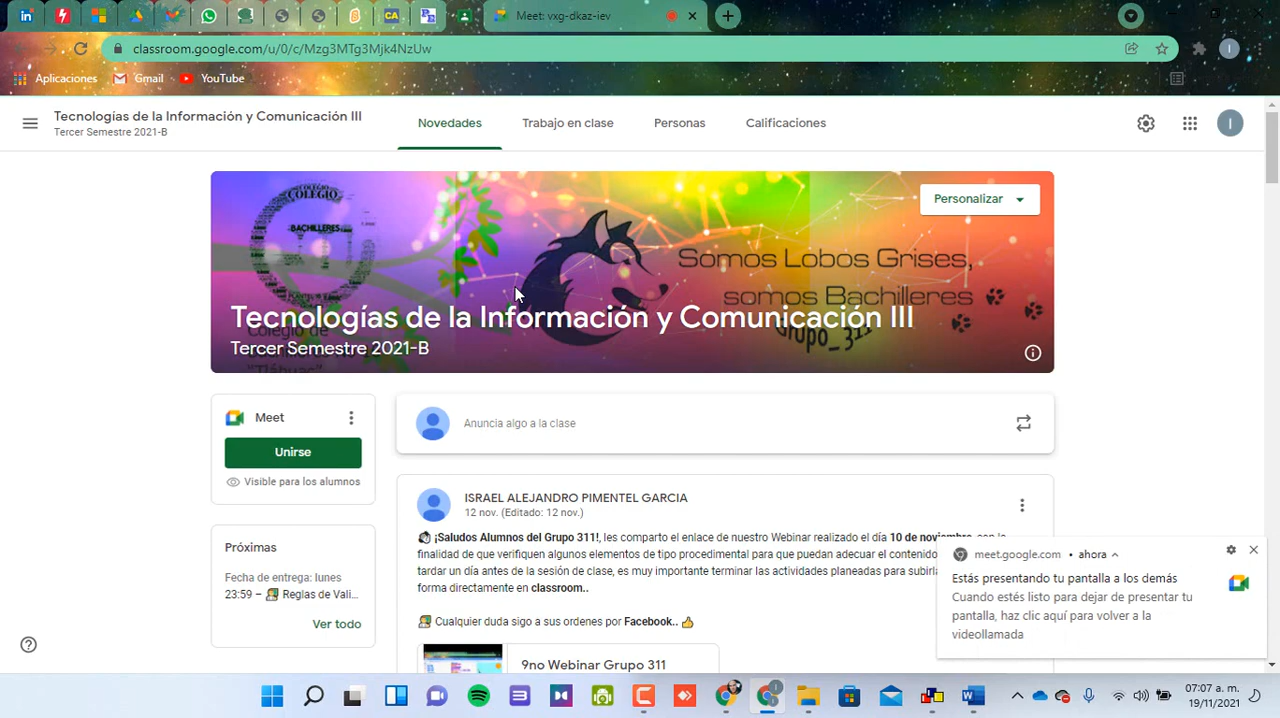 Meet: vxg-dkaz-iev
classroom.google.com/u/0/c/Mzg3MTg3Mjk4NzUw
Aplicaciones Gmail YouTube
Tecnologías de la Información y Comunicación III
Tercer Semestre 2021-B
Novedades Trabajo en clase Personas Calificaciones
I
Personalizar
COLEGIO
BACHILLERES
Somos Lobos Grises,
somos Bachilleres
Grupo_311
Tecnologías de la Información y Comunicación III
Colegio de
Tercer Semestre 2021-B
"Tláhuac"
Meet
Unirse
Visible para los alumnos
Anuncia algo a la clase
Próximas
Fecha de entrega: lunes
23:59 – Reglas de Vali...
Ver todo
ISRAEL ALEJANDRO PIMENTEL GARCIA
12 nov. (Editado: 12 nov.)
¡Saludos Alumnos del Grupo 311!, les comparto el enlace de nuestro Webinar realizado el día 10 de noviembre, con la
finalidad de que verifiquen algunos elementos de tipo procedimental para que puedan adecuar el contenido
tardar un día antes de la sesión de clase, es muy importante terminar las actividades planeadas para subirla
forma directamente en classroom..
Cualquier duda sigo a sus ordenes por Facebook..
9no Webinar Grupo 311
meet.google.com • ahora
Estás presentando tu pantalla a los demás
Cuando estés listo para dejar de presentar tu
pantalla, haz clic aquí para volver a la
videollamada
07:07 a. m.
19/11/2021